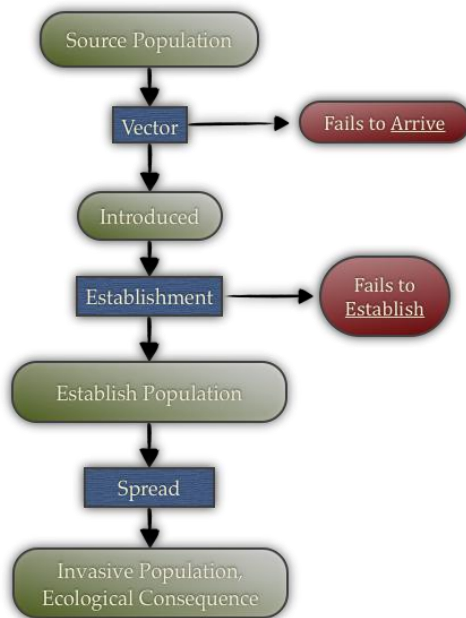 Source Population
Vector
Fails to Arrive
Introduced
Establishment
Fails to
Establish
Establish Population
Spread
Invasive Population,
Ecological Consequence